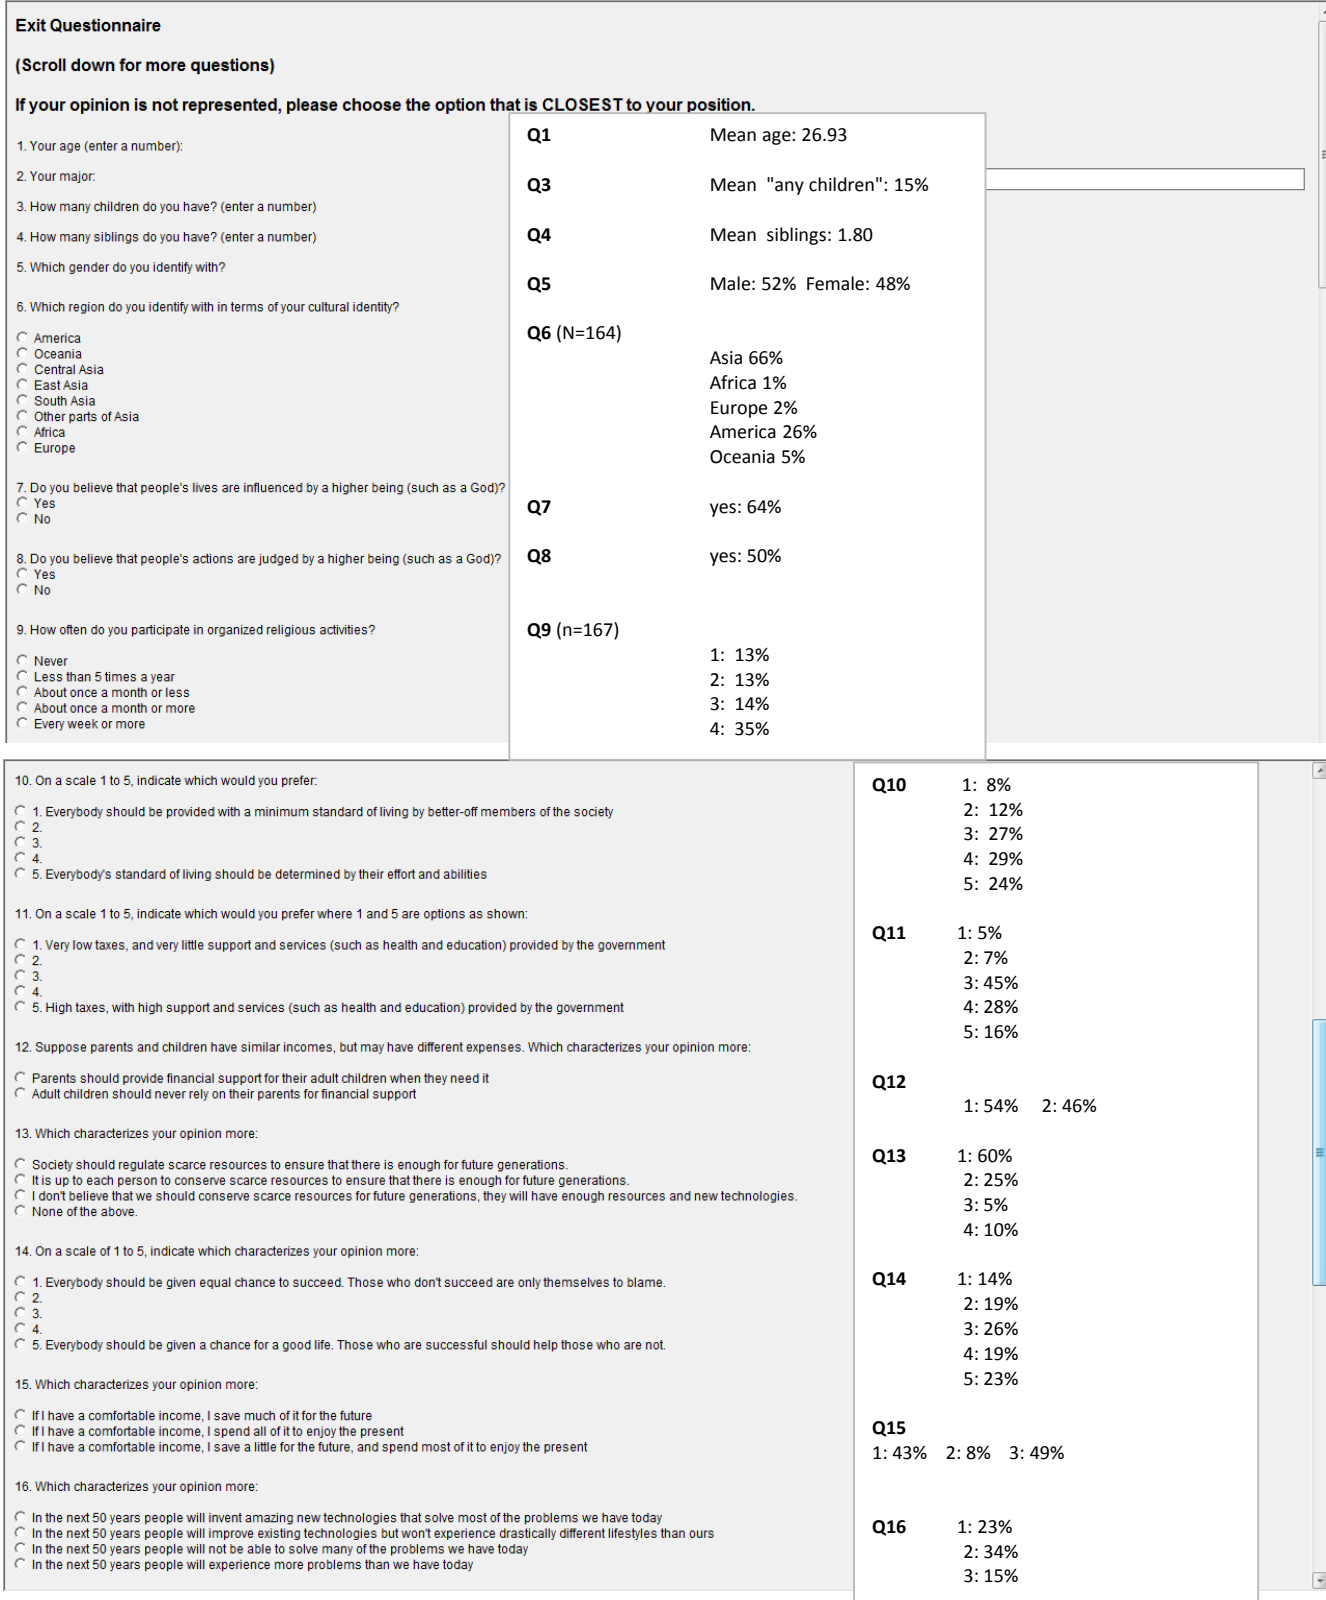 Exit Questionnaire
(Scroll down for more questions)
If your opinion is not represented, please choose the option that is CLOSEST to your position.
1. Your age (enter a number):
2. Your major:
3. How many children do you have? (enter a number)
4. How many siblings do you have? (enter a number)
5. Which gender do you identify with?
6. Which region do you identify with in terms of your cultural identity?
America
Oceania
Central Asia
East Asia
South Asia
Other parts of Asia
Africa
Europe
7. Do you believe that people's lives are influenced by a higher being (such as a God)?
Yes
No
8. Do you believe that people's actions are judged by a higher being (such as a God)?
Yes
No
9. How often do you participate in organized religious activities?
Never
Less than 5 times a year
About once a month or less
About once a month or more
Every week or more
Q1 Mean age: 26.93
Q3 Mean "any children": 15%
Q4 Mean siblings: 1.80
Q5 Male: 52% Female: 48%
Q6 (N=164)
Asia 66%
Africa 1%
Europe 2%
America 26%
Oceania 5%
Q7 yes: 64%
Q8 yes: 50%
Q9 (n=167)
1: 13%
2: 13%
3: 14%
4: 35%
10. On a scale 1 to 5, indicate which would you prefer:
1. Everybody should be provided with a minimum standard of living by better-off members of the society
2.
3.
4.
5. Everybody's standard of living should be determined by their effort and abilities
11. On a scale 1 to 5, indicate which would you prefer where 1 and 5 are options as shown:
1. Very low taxes, and very little support and services (such as health and education) provided by the government
2.
3.
4.
5. High taxes, with high support and services (such as health and education) provided by the government
12. Suppose parents and children have similar incomes, but may have different expenses. Which characterizes your opinion more:
Parents should provide financial support for their adult children when they need it
Adult children should never rely on their parents for financial support
13. Which characterizes your opinion more:
Society should regulate scarce resources to ensure that there is enough for future generations.
It is up to each person to conserve scarce resources to ensure that there is enough for future generations.
I don't believe that we should conserve scarce resources for future generations, they will have enough resources and new technologies.
None of the above.
14. On a scale of 1 to 5, indicate which characterizes your opinion more:
1. Everybody should be given equal chance to succeed. Those who don't succeed are only themselves to blame.
2.
3.
4.
5. Everybody should be given a chance for a good life. Those who are successful should help those who are not.
15. Which characterizes your opinion more:
If I have a comfortable income, I save much of it for the future
If I have a comfortable income, I spend all of it to enjoy the present
If I have a comfortable income, I save a little for the future, and spend most of it to enjoy the present
16. Which characterizes your opinion more:
In the next 50 years people will invent amazing new technologies that solve most of the problems we have today
In the next 50 years people will improve existing technologies but won't experience drastically different lifestyles than ours
In the next 50 years people will not be able to solve many of the problems we have today
In the next 50 years people will experience more problems than we have today
Q10 1: 8%
2: 12%
3: 27%
4: 29%
5: 24%
Q11 1: 5%
2: 7%
3: 45%
4: 28%
5: 16%
Q12
1: 54% 2: 46%
Q13 1: 60%
2: 25%
3: 5%
4: 10%
Q14 1: 14%
2: 19%
3: 26%
4: 19%
5: 23%
Q15
1: 43% 2: 8% 3: 49%
Q16 1: 23%
2: 34%
3: 15%